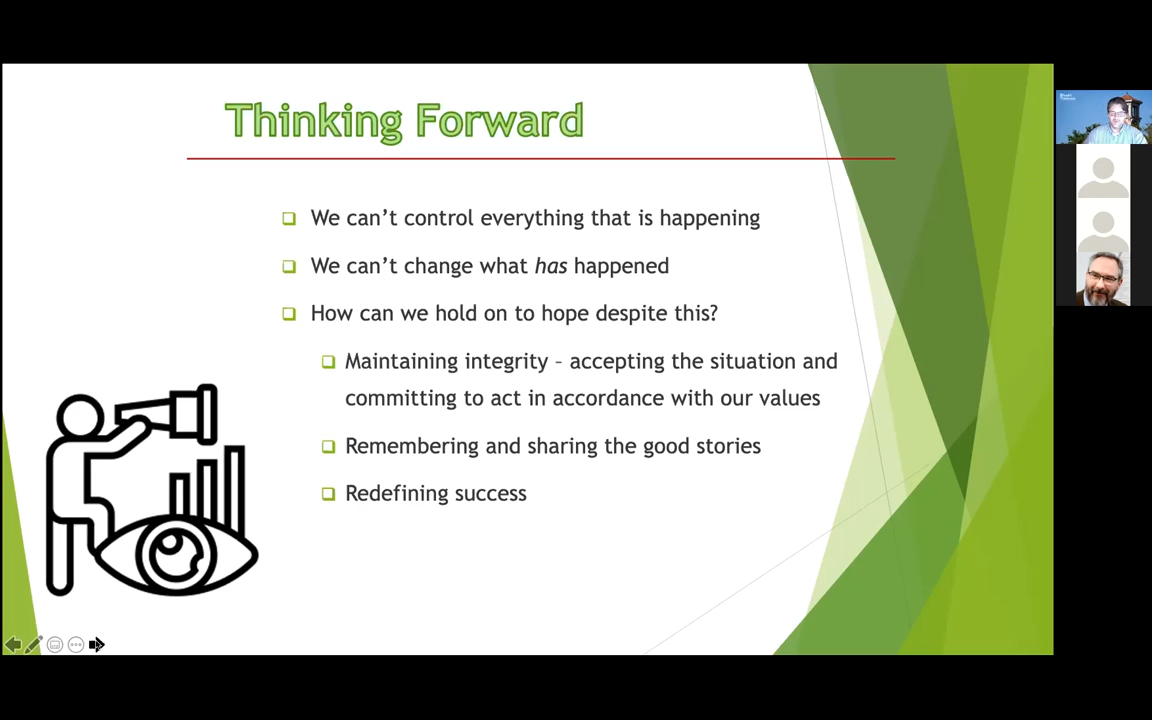 Thinking Forward
We can't control everything that is happening
We can't change what has happened
How can we hold on to hope despite this?
Maintaining integrity – accepting the situation and
committing to act in accordance with our values
Remembering and sharing the good stories
Redefining success